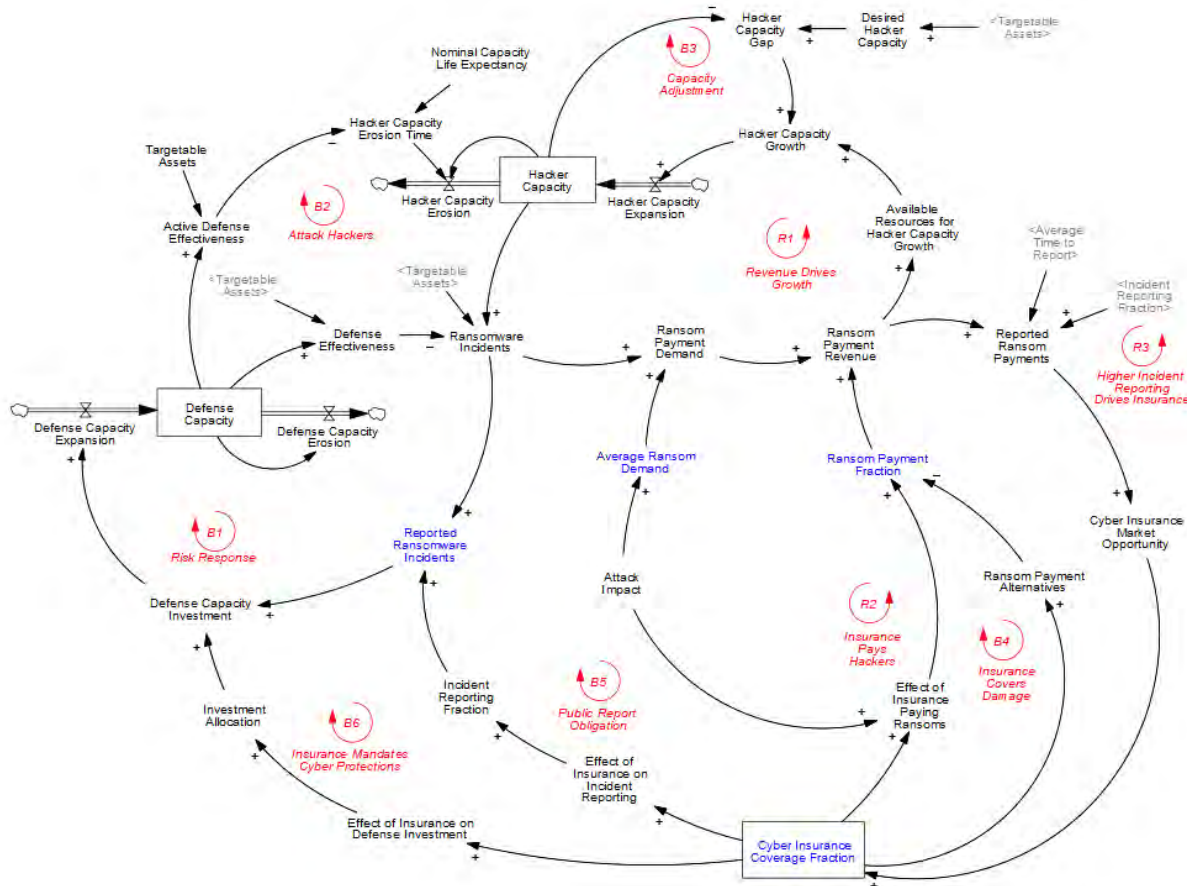 Hacker
Capacity
Gap
Desired
Hacker
Capacity
<Targetable
Assets>
B3
Capacity
Adjustment
Nominal Capacity
Life Expectancy
Hacker Capacity
Erosion Time
Hacker Capacity
Growth
Targetable
Assets
Hacker
Capacity
Hacker Capacity
Erosion
Hacker Capacity
Expansion
B2
Attack Hackers
Active Defense
Effectiveness
R1
Revenue Drives
Growth
Available
Resources for
Hacker Capacity
Growth
<Average
Time to
Report>
<Targetable
Assets>
<Targetable
Assets>
<Incident
Reporting
Fraction>
Defense
Effectiveness
Ransomware
Incidents
Ransom
Payment
Demand
Ransom
Payment
Revenue
Reported
Ransom
Payments
R3
Higher Incident
Reporting
Drives Insurance
Defense
Capacity
Defense Capacity
Expansion
Defense Capacity
Erosion
Average Ransom
Demand
Ransom Payment
Fraction
B1
Risk Response
Reported
Ransomware
Incidents
Cyber Insurance
Market
Opportunity
Attack
Impact
Ransom Payment
Alternatives
Defense Capacity
Investment
R2
Insurance
Pays
Hackers
B4
Insurance
Covers
Damage
Incident
Reporting
Fraction
B5
Public Report
Obligation
Effect of
Insurance
Paying
Ransoms
Investment
Allocation
B6
Insurance Mandates
Cyber Protections
Effect of
Insurance on
Incident
Reporting
Effect of Insurance on
Defense Investment
Cyber Insurance
Coverage Fraction